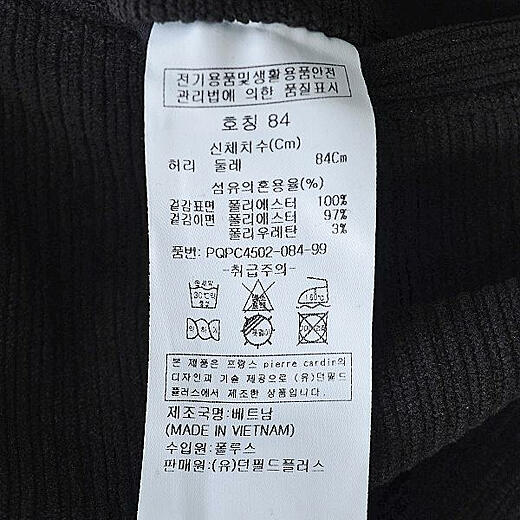 전기용품및생활용품안전
관리법에 의한 품질표시
호칭 84
신체치수(Cm)
허리 둘레 84Cm
섬유의혼용율(%)
겉감표면 폴리에스터 100%
겉감이면 폴리에스터 97%
폴리우레탄 3%
품번: PQPC4502-084-99
-취급주의-
30℃
본 제품은 프랑스 pierre cardin의
디자인과 기술 제공으로 (유)던필드
플러스에서 제조한 상품입니다.
제조국명:베트남
(MADE IN VIETNAM)
수입원:폴루스
판매원:(유)던필드플러스